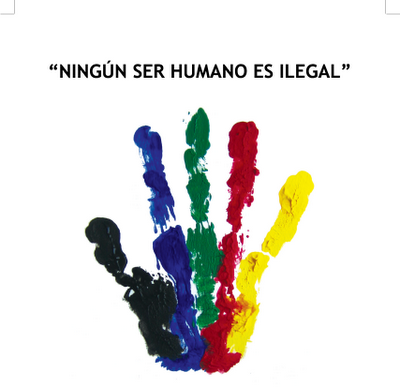 “NINGÚN SER HUMANO ES ILEGAL”